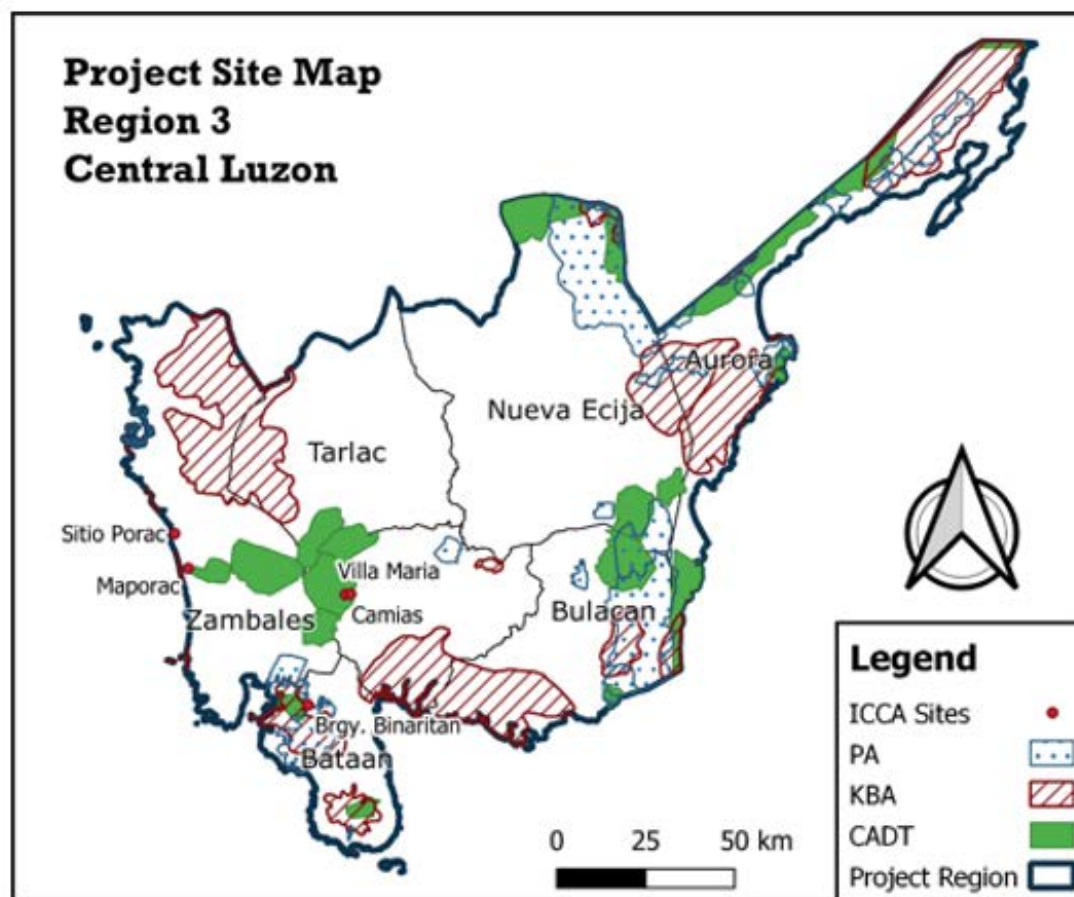 Project Site Map
Region 3
Central Luzon
Aurora
Nueva Ecija
Tarlac
Sitio Porac
Maporac
Villa Maria
Zambales
Camias
Bulacan
Brgy. Binaritan
Bataan
0 25 50 km
Legend
ICCA Sites
PA
KBA
CADT
Project Region